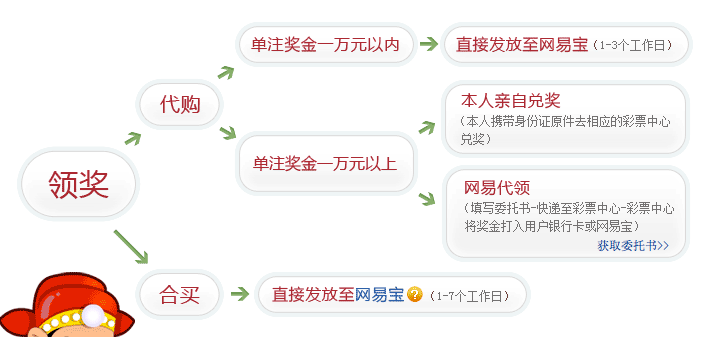 领奖
代购
单注奖金一万元以内
直接发放至网易宝（1-3个工作日）
单注奖金一万元以上
本人亲自兑奖
（本人携带身份证原件去相应的彩票中心
兑奖）
网易代领
（填写委托书-快递至彩票中心-彩票中心
将奖金打入用户银行卡或网易宝）
获取委托书>>
合买
直接发放至网易宝?（1-7个工作日）